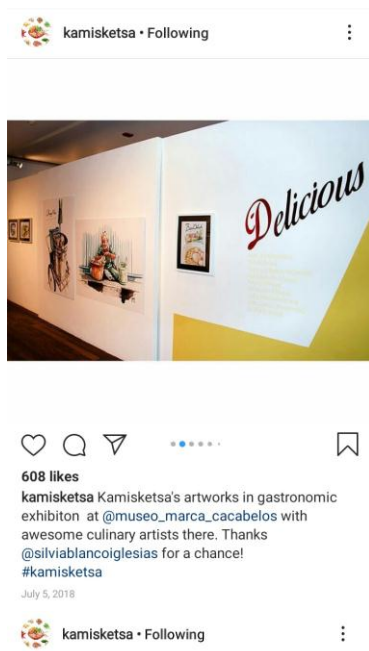 kamisketsa • Following
Delicious
608 likes
kamisketsa Kamisketsa's artworks in gastronomic
exhibiton at @museo_marca_cacabelos with
awesome culinary artists there. Thanks
@silviablancoiglesias for a chance!
#kamisketsa
July 5, 2018
kamisketsa • Following